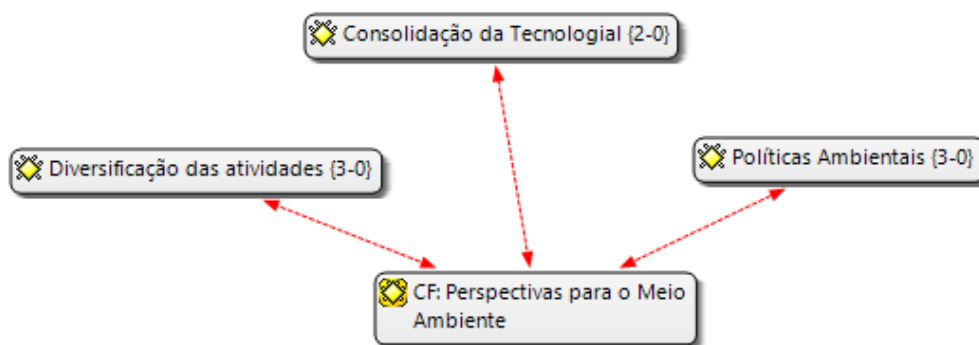 Consolidação da Tecnologial {2-0}
Diversificação das atividades {3-0}
Políticas Ambientais {3-0}
CF: Perspectivas para o Meio
Ambiente